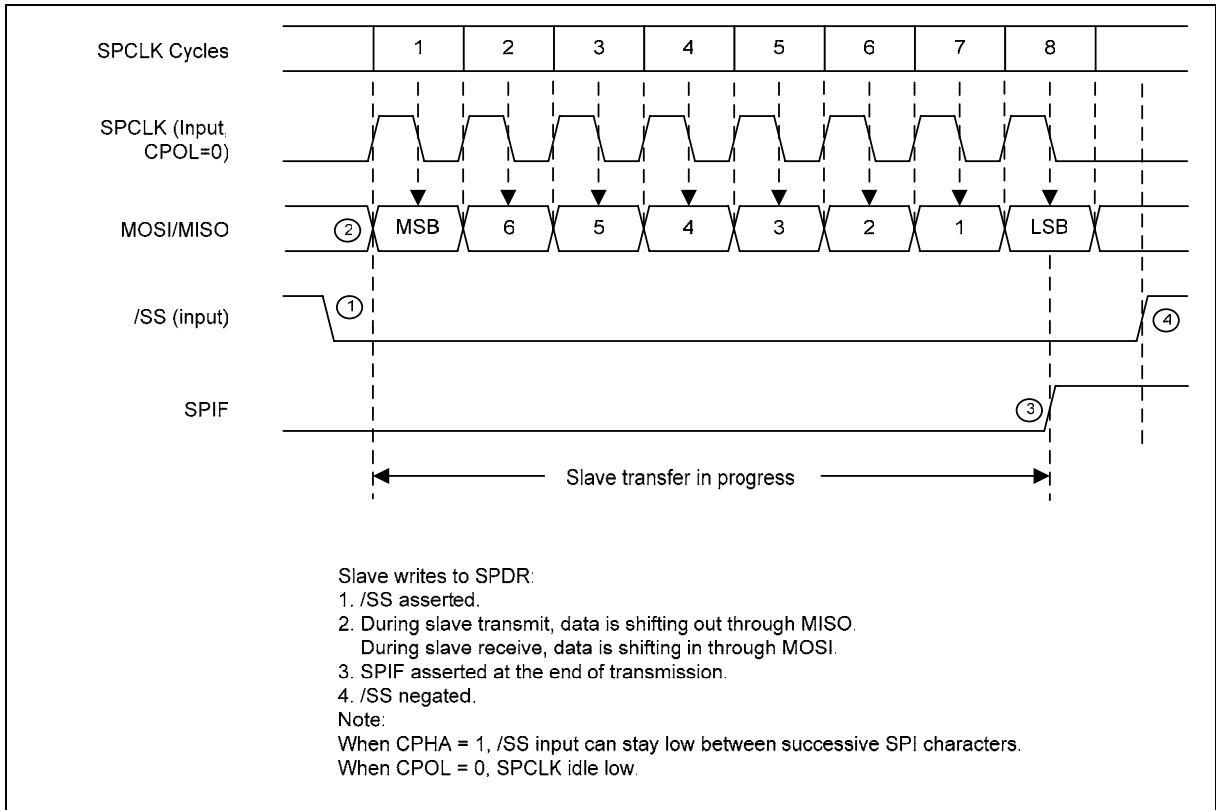 SPCLK Cycles
1 2 3 4 5 6 7 8
SPCLK (Input,
CPOL=0)
MOSI/MISO
2 MSB 6 5 4 3 2 1 LSB
/SS (input)
1
4
SPIF
3
Slave transfer in progress
Slave writes to SPDR:
1. /SS asserted.
2. During slave transmit, data is shifting out through MISO.
During slave receive, data is shifting in through MOSI.
3. SPIF asserted at the end of transmission.
4. /SS negated.
Note:
When CPHA = 1, /SS input can stay low between successive SPI characters.
When CPOL = 0, SPCLK idle low.